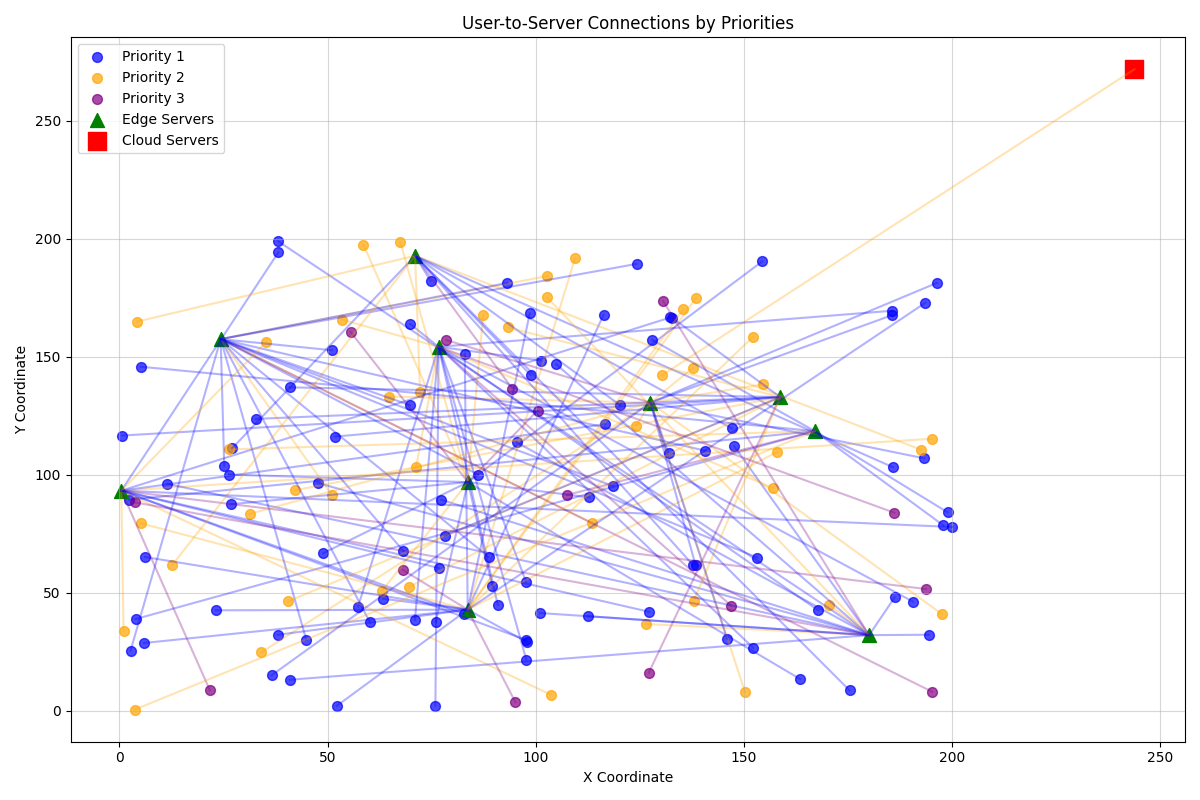 User-to-Server Connections by Priorities
Priority 1
Priority 2
Priority 3
Edge Servers
Cloud Servers
Y Coordinate
250
200
150
100
50
0
0 50 100 150 200 250
X Coordinate